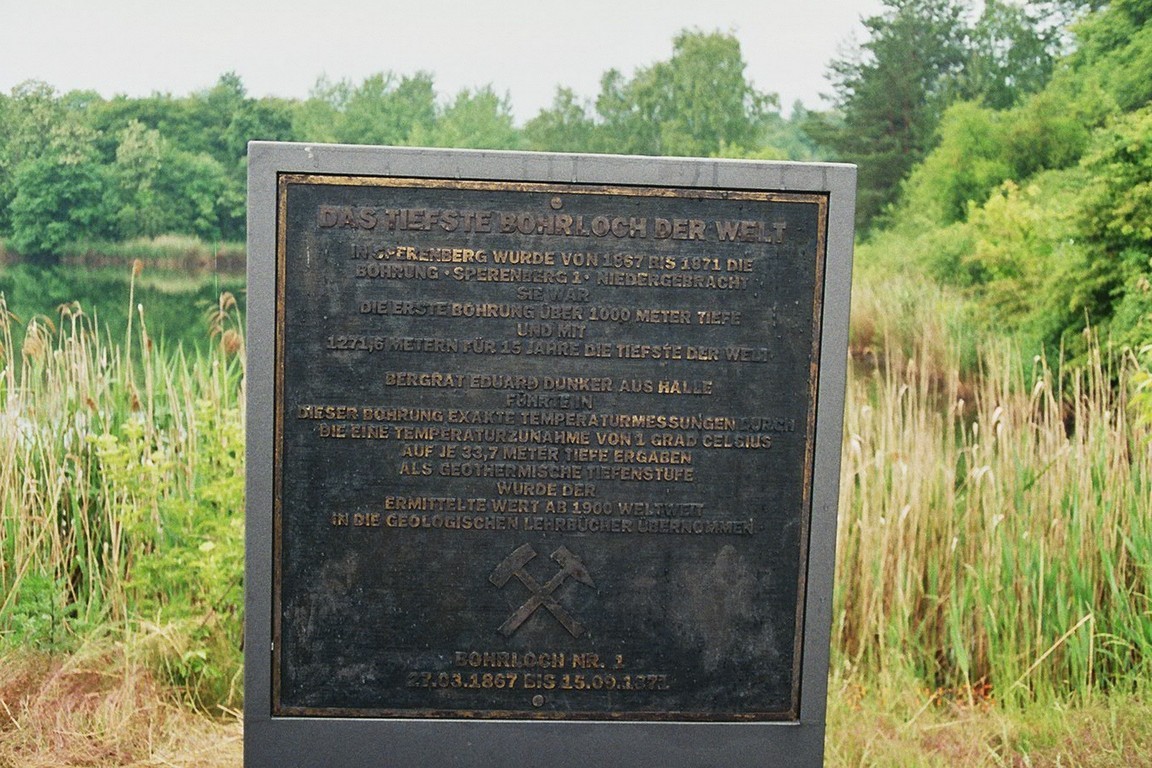 DAS TIEFSTE BOHRLOCH DER WELT
IN SPERENBERG WURDE VON 1867 BIS 1871 DIE
BOHRUNG • SPERENBERG 1 • NIEDERGEBRACHT
SIE WAR
DIE ERSTE BOHRUNG ÜBER 1000 METER TIEFE
UND MIT
1271,6 METERN FÜR 15 JAHRE DIE TIEFSTE DER WELT
BERGRAT EDUARD DUNKER AUS HALLE
FÜHRTE IN
DIESER BOHRUNG EXAKTE TEMPERATURMESSUNGEN DURCH
DIE EINE TEMPERATURZUNAHME VON 1 GRAD CELSIUS
AUF JE 33,7 METER TIEFE ERGABEN
ALS GEOTHERMISCHE TIEFENSTUFE
WURDE DER
ERMITTELTE WERT AB 1900 WELTWEIT
IN DIE GEOLOGISCHEN LEHRBÜCHER ÜBERNOMMEN
BOHRLOCH NR. 1
27.03.1867 BIS 15.09.1871